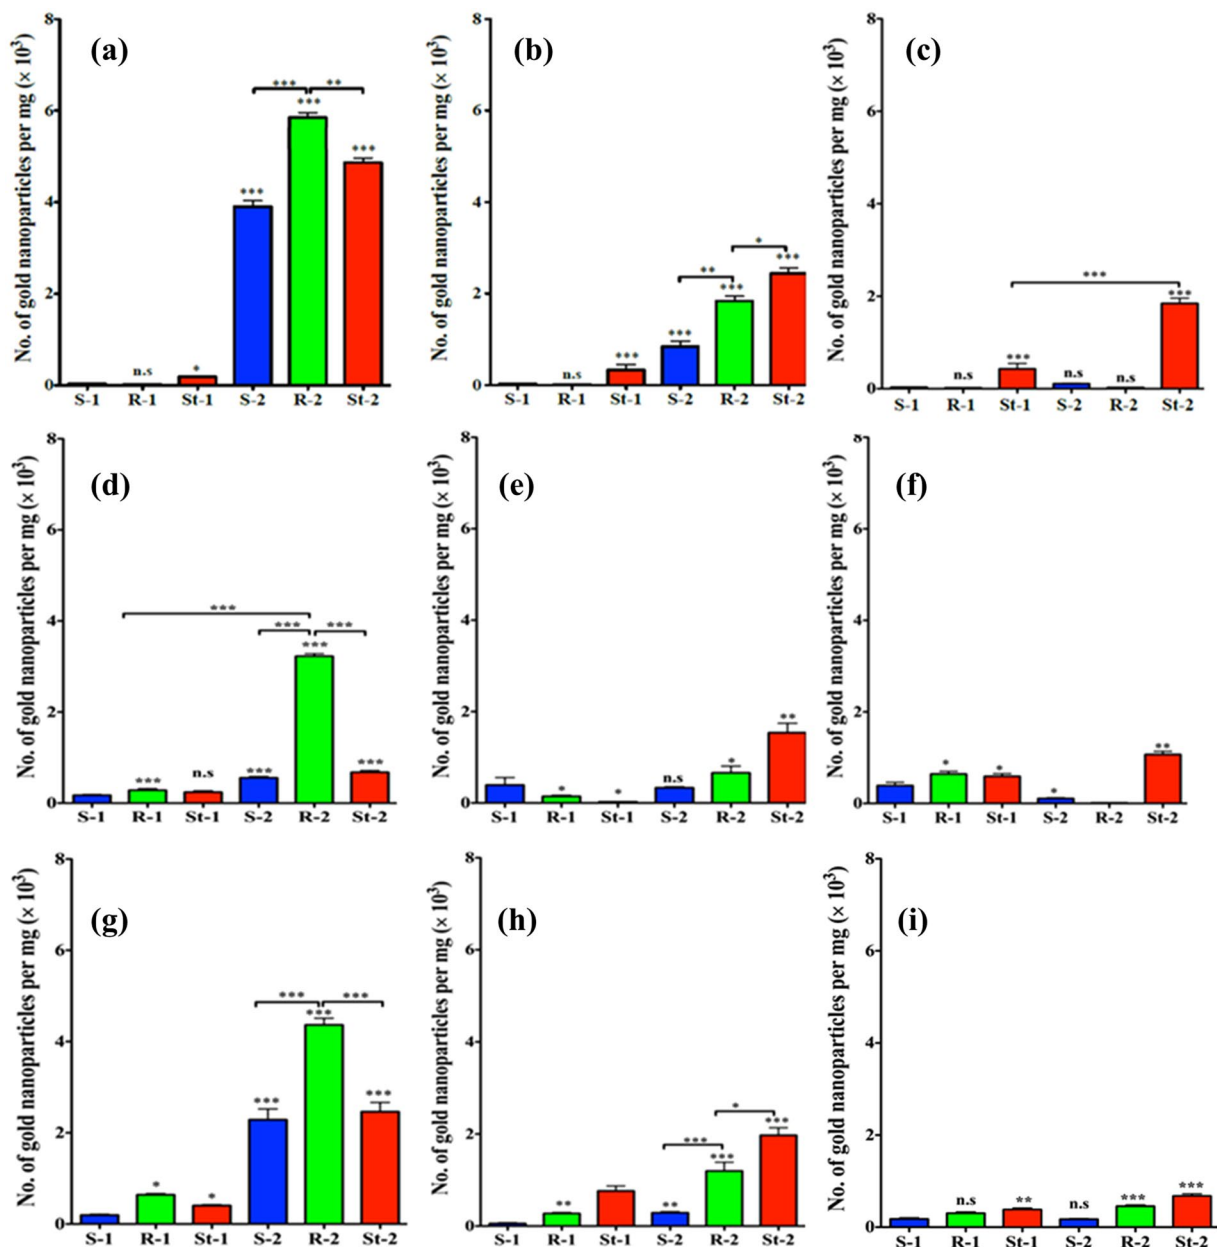 (a)
No. of gold nanoparticles per mg (× 10³)
8
6
4
2
0
***
**
***
***
***
n.s
*
S-1 R-1 St-1 S-2 R-2 St-2
(b)
No. of gold nanoparticles per mg (× 10³)
8
6
4
2
0
*
***
**
***
***
***
S-1 R-1 St-1 S-2 R-2 St-2
(c)
No. of gold nanoparticles per mg (× 10³)
8
6
4
2
0
***
***
***
n.s
n.s
n.s
S-1 R-1 St-1 S-2 R-2 St-2
(d)
No. of gold nanoparticles per mg (× 10³)
8
6
4
2
0
***
***
***
***
***
n.s
***
***
S-1 R-1 St-1 S-2 R-2 St-2
(e)
No. of gold nanoparticles per mg (× 10³)
8
6
4
2
0
**
*
n.s
*
*
S-1 R-1 St-1 S-2 R-2 St-2
(f)
No. of gold nanoparticles per mg (× 10³)
8
6
4
2
0
**
*
*
*
S-1 R-1 St-1 S-2 R-2 St-2
(g)
No. of gold nanoparticles per mg (× 10³)
8
6
4
2
0
***
***
***
***
***
*
*
S-1 R-1 St-1 S-2 R-2 St-2
(h)
No. of gold nanoparticles per mg (× 10³)
8
6
4
2
0
*
***
***
***
**
**
S-1 R-1 St-1 S-2 R-2 St-2
(i)
No. of gold nanoparticles per mg (× 10³)
8
6
4
2
0
n.s
**
n.s
***
***
S-1 R-1 St-1 S-2 R-2 St-2